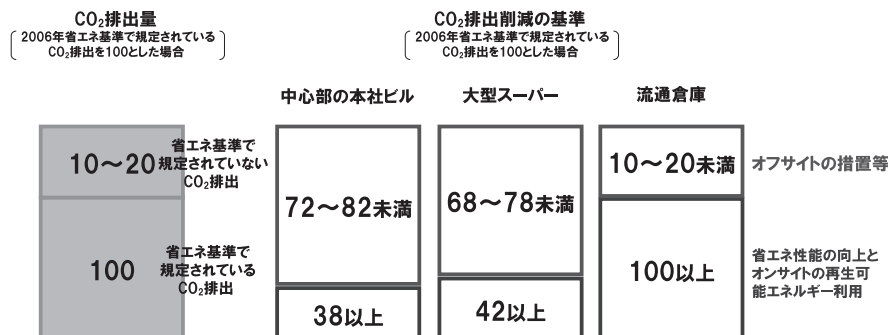 CO₂排出量
2006年省エネ基準で規定されている
CO₂排出を100とした場合
CO₂排出削減の基準
2006年省エネ基準で規定されている
CO₂排出を100とした場合
中心部の本社ビル
大型スーパー
流通倉庫
10〜20
省エネ基準で
規定されていない
CO₂排出
100
省エネ基準で
規定されている
CO₂排出
72〜82未満
38以上
68〜78未満
42以上
10〜20未満
100以上
オフサイトの措置等
省エネ性能の向上と
オンサイトの再生可
能エネルギー利用